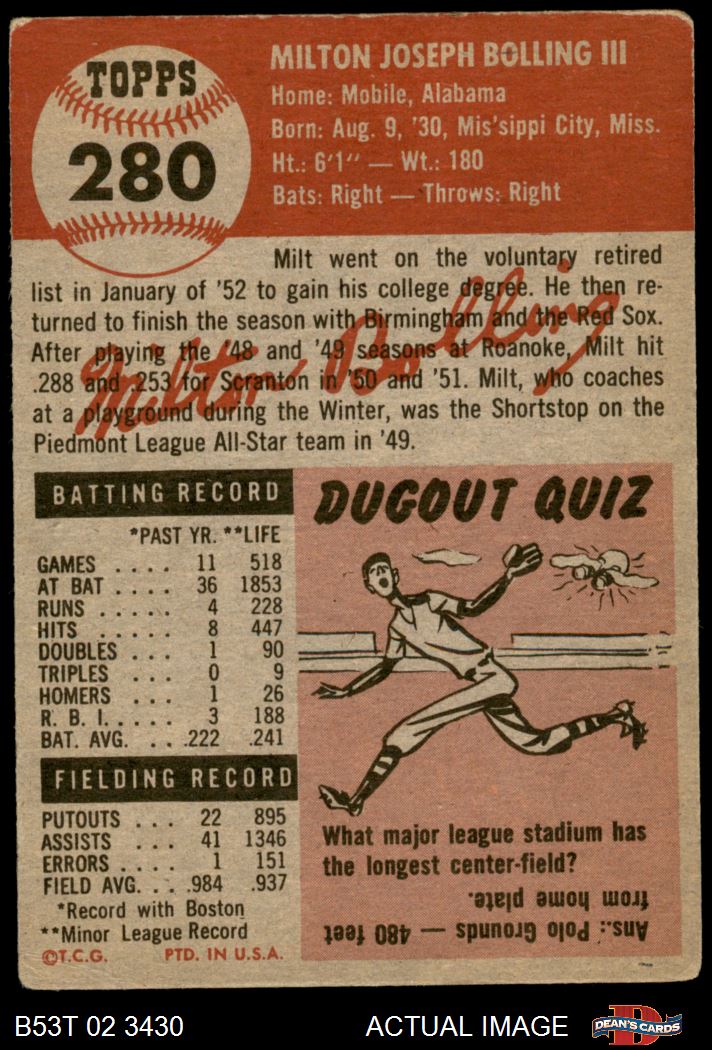 TOPPS
280
MILTON JOSEPH BOLLING III
Home: Mobile, Alabama
Born: Aug. 9, '30, Mis'sippi City, Miss.
Ht.: 6'1" — Wt.: 180
Bats: Right — Throws: Right
Milt went on the voluntary retired
list in January of '52 to gain his college degree. He then re-
turned to finish the season with Birmingham and the Red Sox.
After playing the '48 and '49 seasons at Roanoke, Milt hit
.288 and .253 for Scranton in '50 and '51. Milt, who coaches
at a playground during the Winter, was the Shortstop on the
Piedmont League All-Star team in '49.
Milton Bolling
BATTING RECORD
*PAST YR. **LIFE
GAMES .... 11 518
AT BAT .... 36 1853
RUNS ..... 4 228
HITS ...... 8 447
DOUBLES ... 1 90
TRIPLES ... 0 9
HOMERS ... 1 26
R. B. I...... 3 188
BAT. AVG. ...222 .241
FIELDING RECORD
PUTOUTS ... 22 895
ASSISTS ... 41 1346
ERRORS .... 1 151
FIELD AVG. ...984 .937
*Record with Boston
**Minor League Record
©T.C.G. PTD. IN U.S.A.
DUGOUT QUIZ
What major league stadium has
the longest center-field?
Ans.: Polo Grounds — 480 feet
from home plate.
B53T 02 3430 ACTUAL IMAGE
D
DEAN'S CARDS